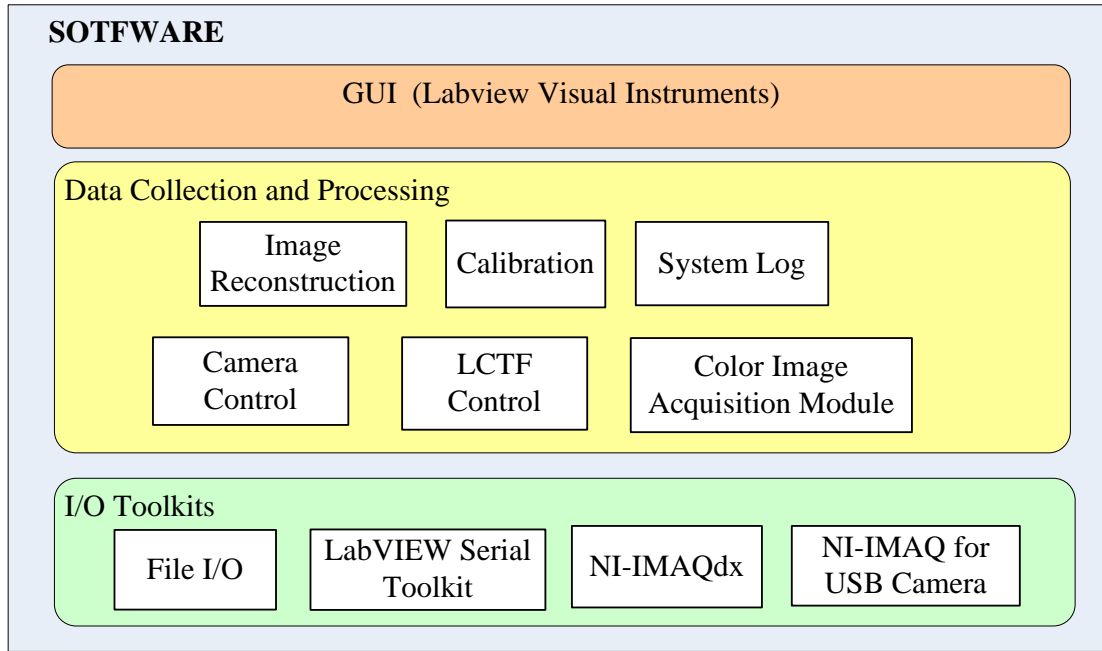 SOTFWARE
GUI (Labview Visual Instruments)
Data Collection and Processing
Image
Reconstruction
Calibration
System Log
Camera
Control
LCTF
Control
Color Image
Acquisition Module
I/O Toolkits
File I/O
LabVIEW Serial
Toolkit
NI-IMAQdx
NI-IMAQ for
USB Camera